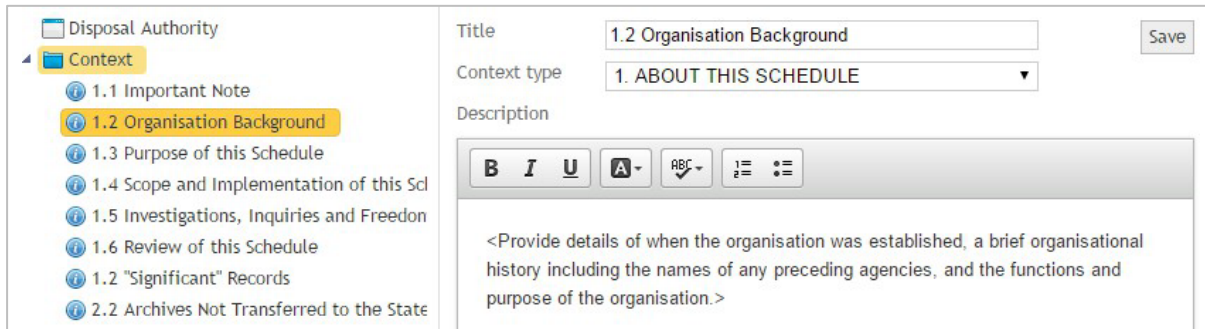 Disposal Authority
Context
1.1 Important Note
1.2 Organisation Background
1.3 Purpose of this Schedule
1.4 Scope and Implementation of this Scl
1.5 Investigations, Inquiries and Freedon
1.6 Review of this Schedule
1.2 "Significant" Records
2.2 Archives Not Transferred to the State
Title
1.2 Organisation Background
Save
Context type
1. ABOUT THIS SCHEDULE
Description
B I U A ABC
<Provide details of when the organisation was established, a brief organisational
history including the names of any preceding agencies, and the functions and
purpose of the organisation.>